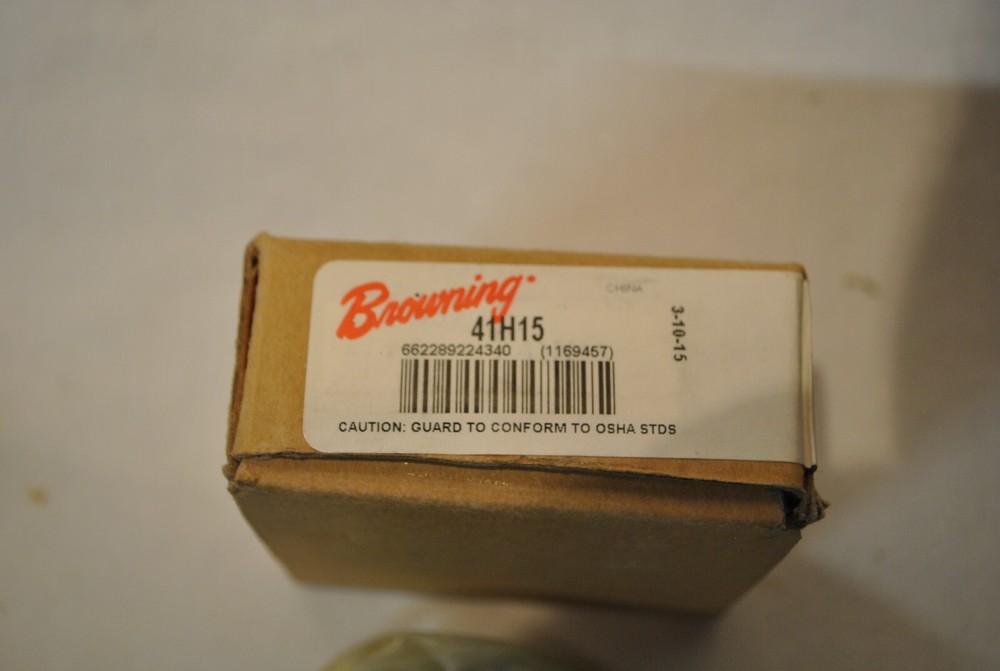 Browning
CHINA
41H15
3-10-15
662289224340 (1169457)
CAUTION: GUARD TO CONFORM TO OSHA STDS